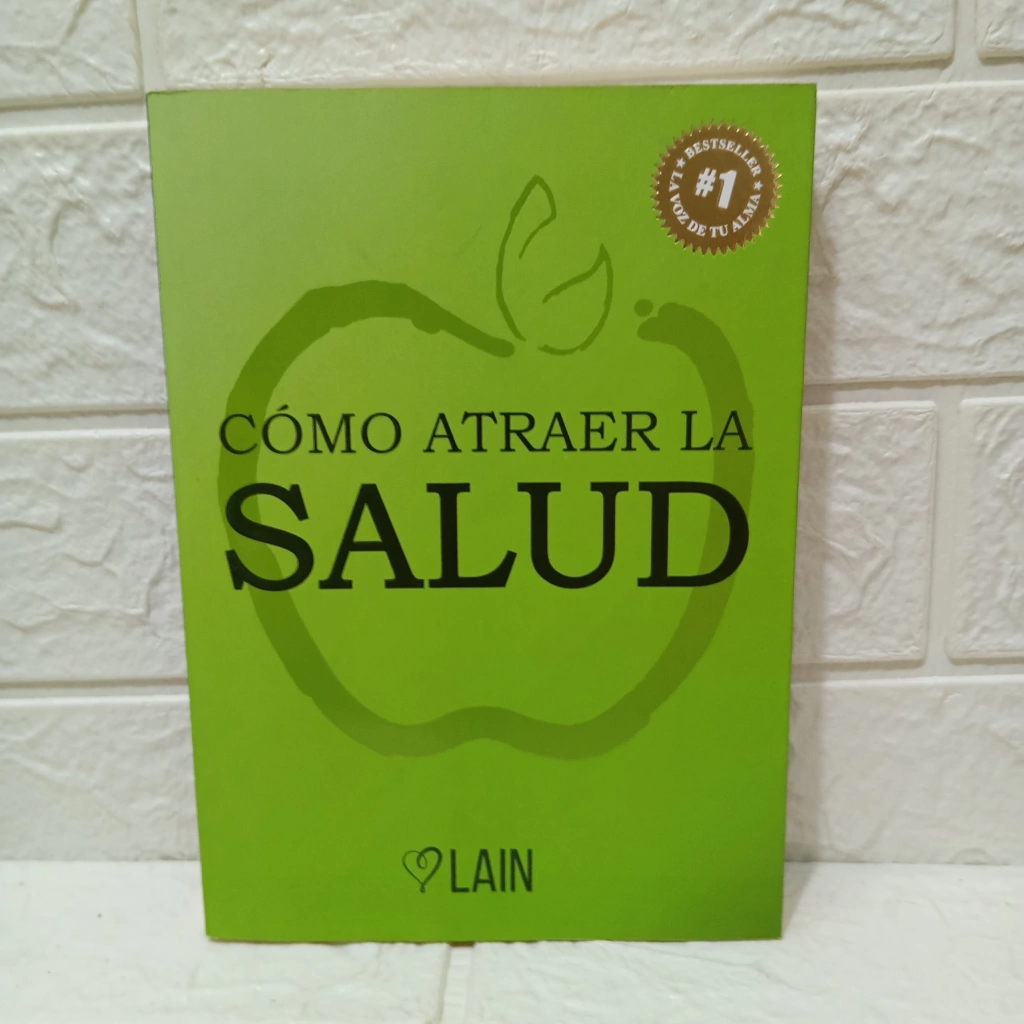 ★ BESTSELLER ★
#1
LA VOZ DE TU ALMA
CÓMO ATRAER LA
SALUD
LAIN